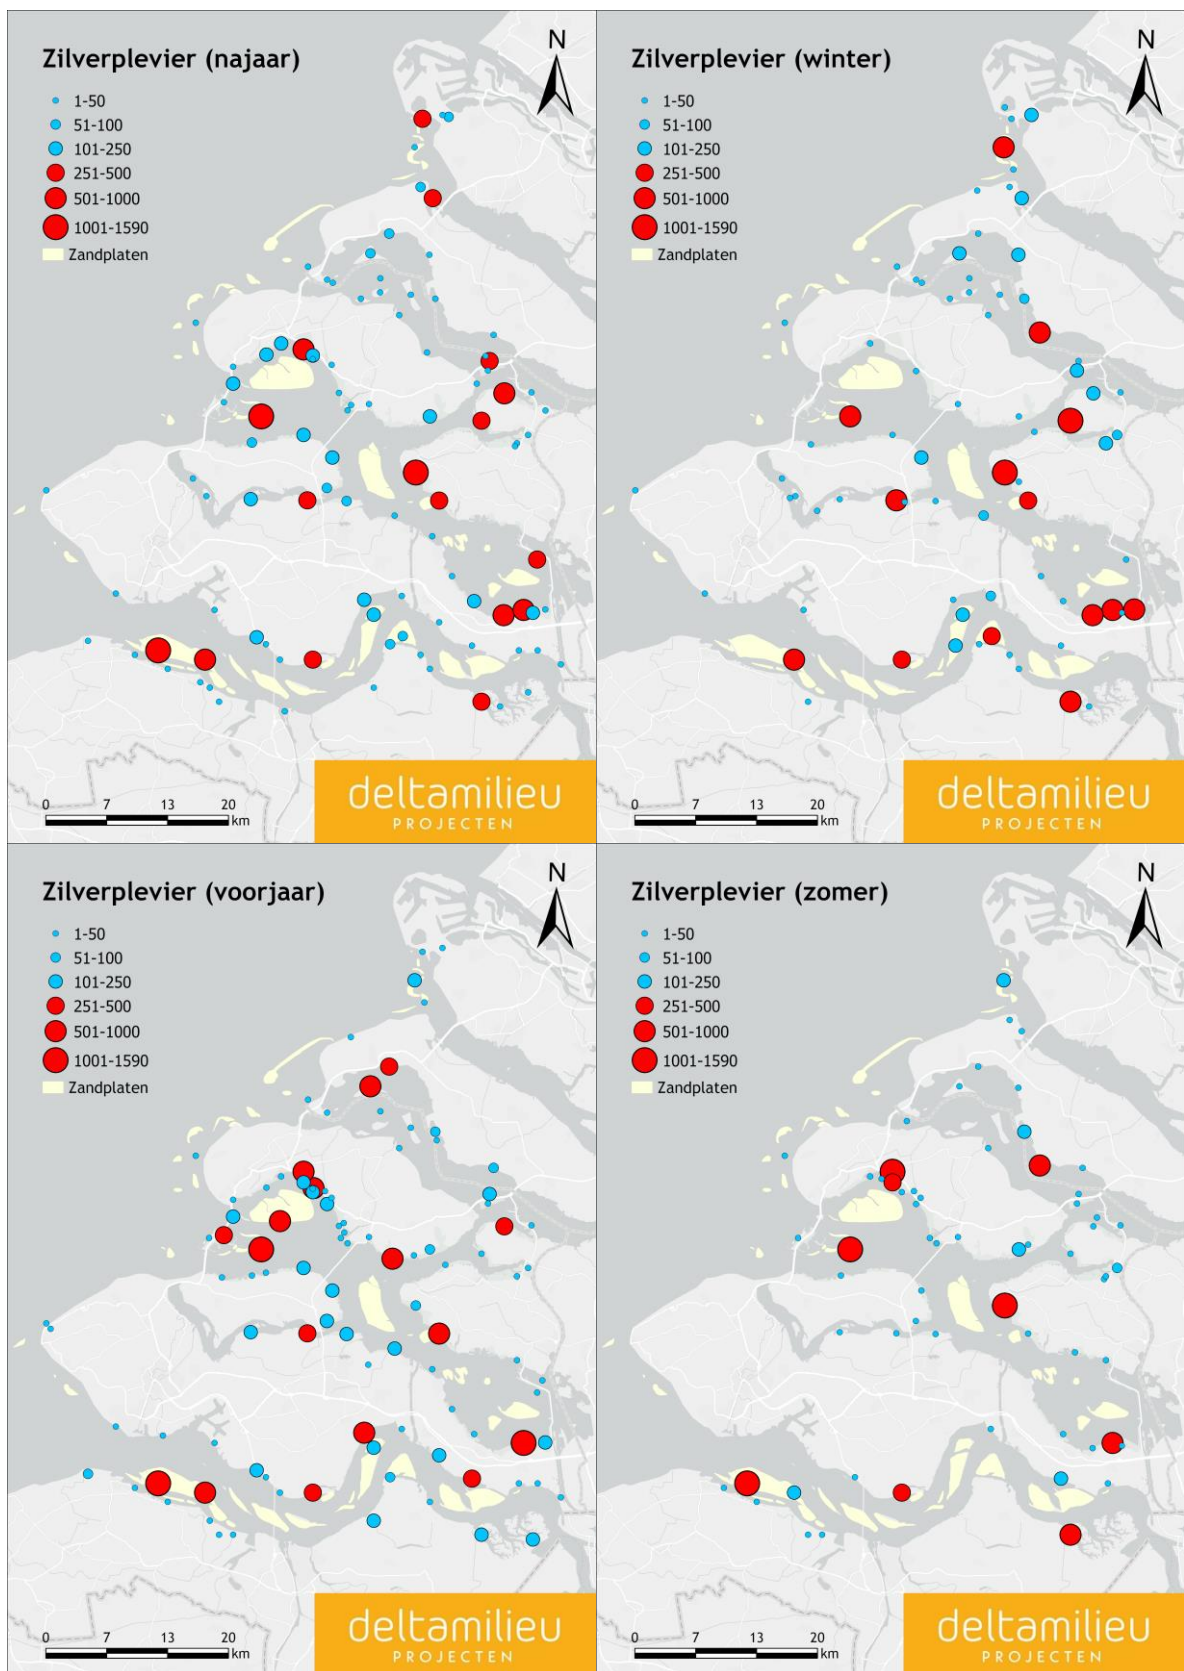 Zilverplevier (najaar)
N
1-50
51-100
101-250
251-500
501-1000
1001-1590
Zandplaten
0 7 13 20
km
deltamilieu
PROJECTEN
Zilverplevier (winter)
N
1-50
51-100
101-250
251-500
501-1000
1001-1590
Zandplaten
0 7 13 20
km
deltamilieu
PROJECTEN
Zilverplevier (voorjaar)
N
1-50
51-100
101-250
251-500
501-1000
1001-1590
Zandplaten
0 7 13 20
km
deltamilieu
PROJECTEN
Zilverplevier (zomer)
N
1-50
51-100
101-250
251-500
501-1000
1001-1590
Zandplaten
0 7 13 20
km
deltamilieu
PROJECTEN